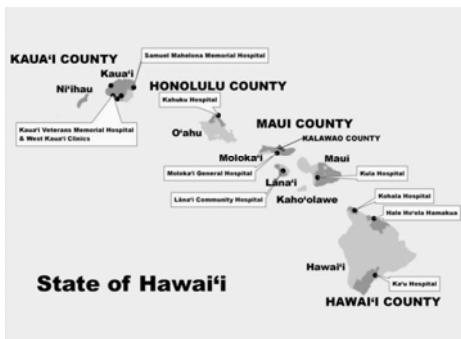 KAUAʻI COUNTY
Samuel Mahelona Memorial Hospital
Kauaʻi
Niʻihau
HONOLULU COUNTY
Kahuku Hospital
Kauaʻi Veterans Memorial Hospital
& West Kauaʻi Clinics
Oʻahu
MAUI COUNTY
KALAWAO COUNTY
Molokaʻi
Maui
Molokaʻi General Hospital
Kula Hospital
Lānaʻi
Lānaʻi Community Hospital
Kahoʻolawe
Kohala Hospital
Hale Hoʻola Hamakua
Hawaiʻi
State of Hawaiʻi
Kaʻu Hospital
HAWAIʻI COUNTY